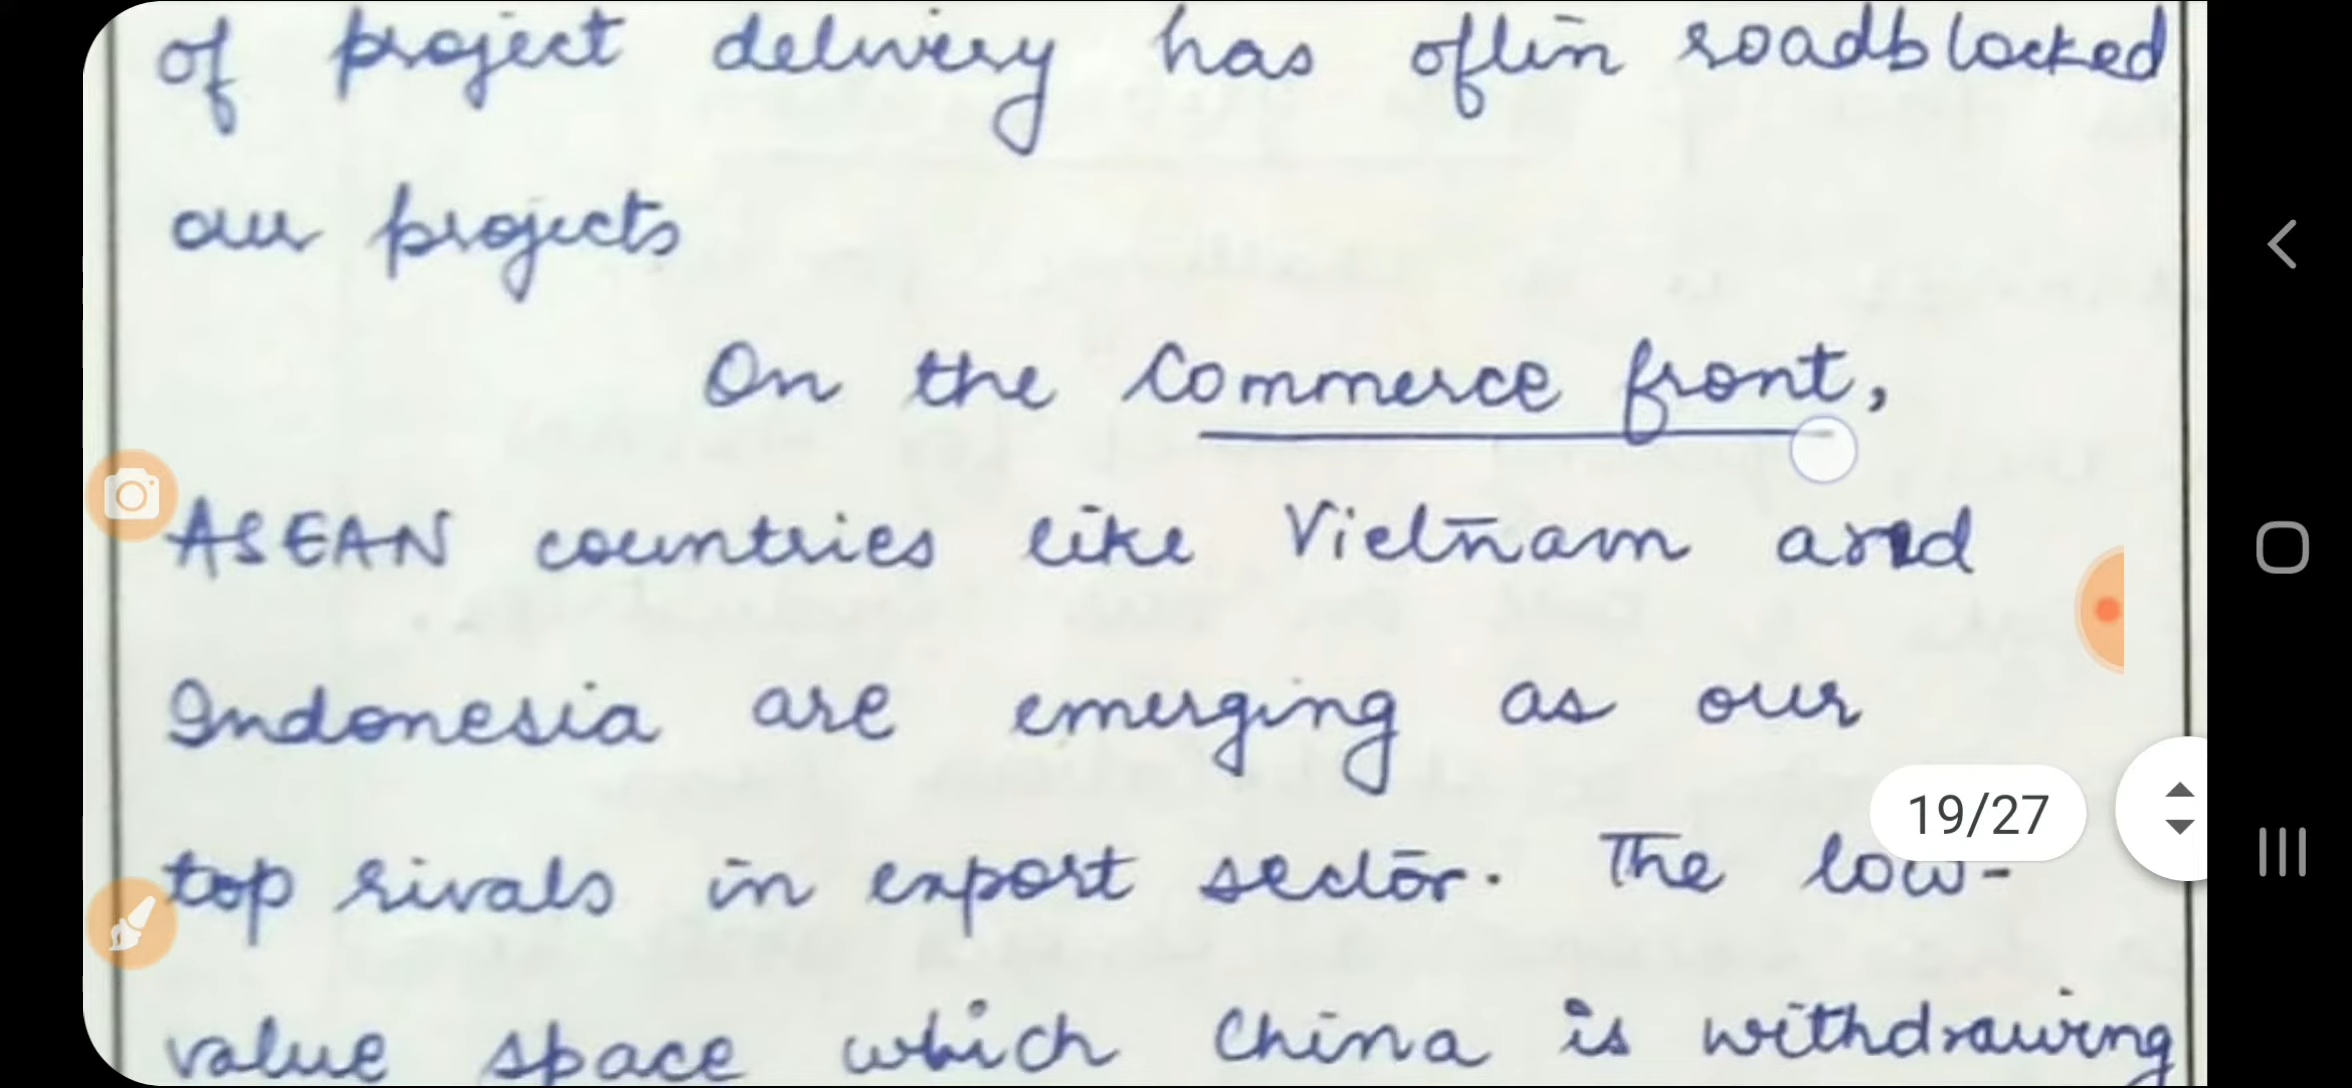 of project delivery has often roadblocked
our projects
On the Commerce front,
ASEAN countries like Vietnam and
Indonesia are emerging as our
19/27
top rivals in export sector. The low-
value space which China is withdrawing